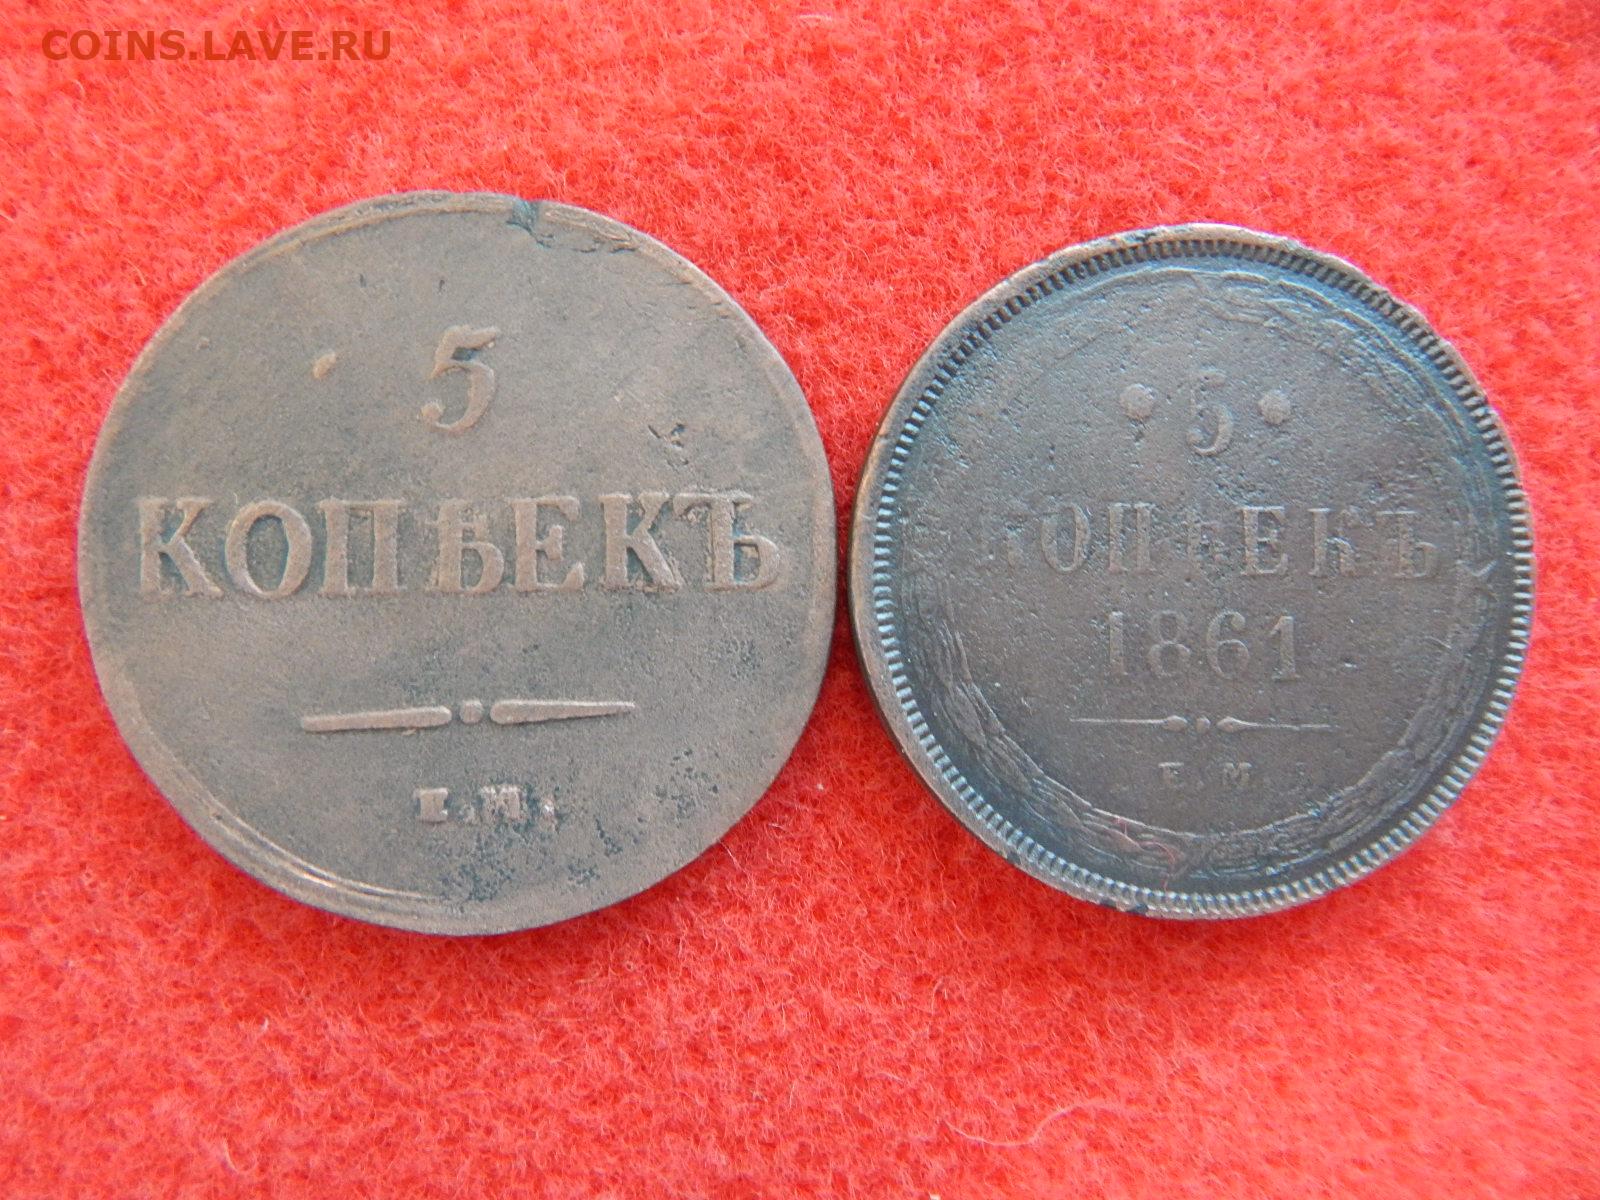 COINS.LAVE.RU
5
КОПѢЕКЪ
Е.М.
5
КОПѢЕКЪ
1861
Е.М.